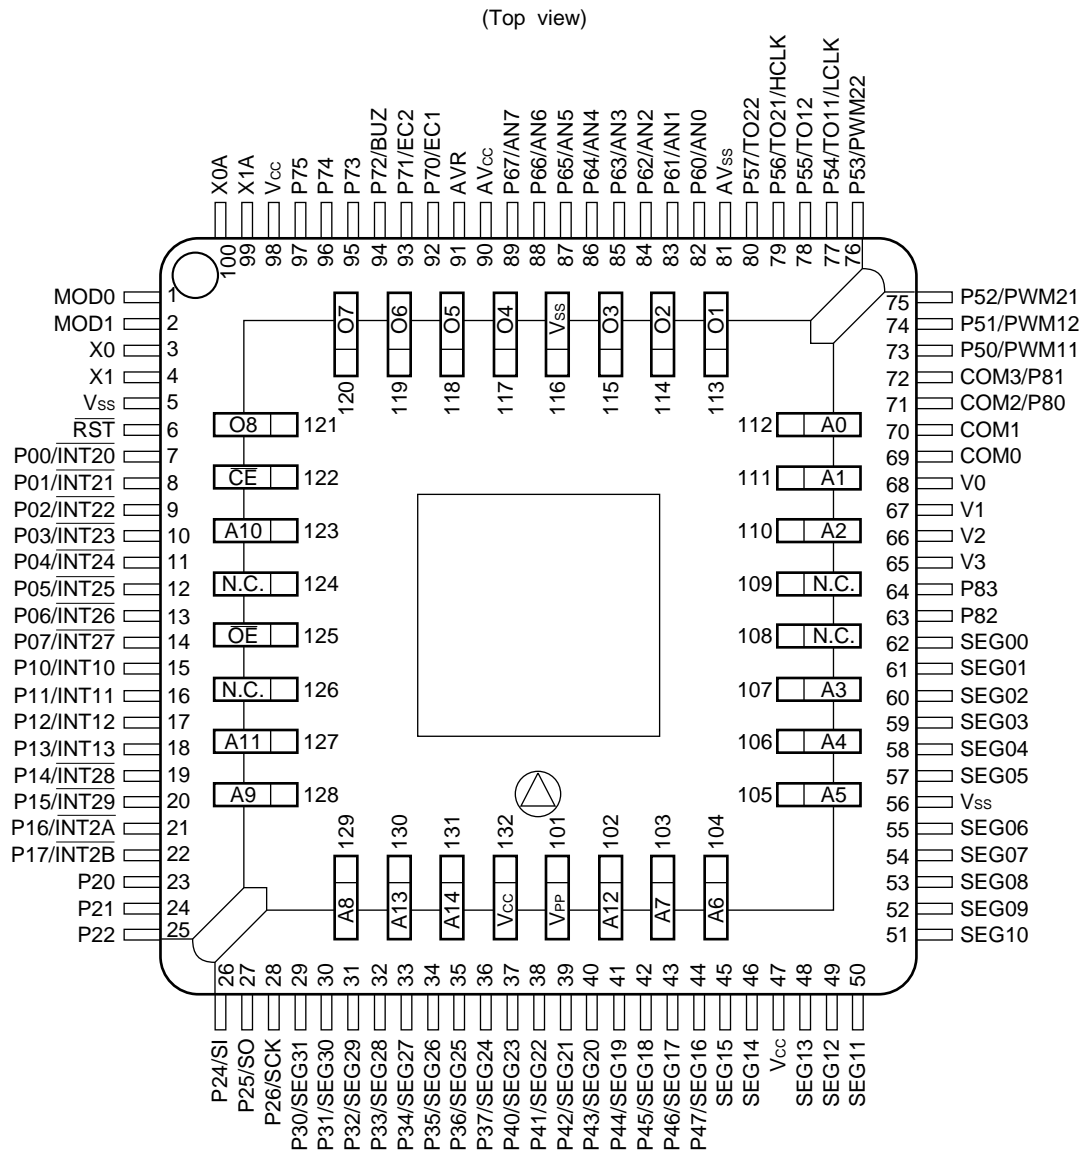 (Top view)
X0A
X1A
Vcc
P75
P74
P73
P72/BUZ
P71/EC2
P70/EC1
AVR
AVcc
P67/AN7
P66/AN6
P65/AN5
P64/AN4
P63/AN3
P62/AN2
P61/AN1
P60/AN0
AVss
P57/TO22
P56/TO21/HCLK
P55/TO12
P54/TO11/LCLK
P53/PWM22
100
99
98
97
96
95
94
93
92
91
90
89
88
87
86
85
84
83
82
81
80
79
78
77
76
MOD0 1
MOD1 2
X0 3
X1 4
Vss 5
RST 6
P00/INT20 7
P01/INT21 8
P02/INT22 9
P03/INT23 10
P04/INT24 11
P05/INT25 12
P06/INT26 13
P07/INT27 14
P10/INT10 15
P11/INT11 16
P12/INT12 17
P13/INT13 18
P14/INT28 19
P15/INT29 20
P16/INT2A 21
P17/INT2B 22
P20 23
P21 24
P22 25
O7
O6
O5
O4
Vss
O3
O2
O1
120
119
118
117
116
115
114
113
O8 121
CE 122
A10 123
N.C. 124
OE 125
N.C. 126
A11 127
A9 128
112 A0
111 A1
110 A2
109 N.C.
108 N.C.
107 A3
106 A4
105 A5
129
130
131
132
101
102
103
104
A8
A13
A14
Vcc
VPP
A12
A7
A6
75 P52/PWM21
74 P51/PWM12
73 P50/PWM11
72 COM3/P81
71 COM2/P80
70 COM1
69 COM0
68 V0
67 V1
66 V2
65 V3
64 P83
63 P82
62 SEG00
61 SEG01
60 SEG02
59 SEG03
58 SEG04
57 SEG05
56 Vss
55 SEG06
54 SEG07
53 SEG08
52 SEG09
51 SEG10
26
27
28
29
30
31
32
33
34
35
36
37
38
39
40
41
42
43
44
45
46
47
48
49
50
P24/SI
P25/SO
P26/SCK
P30/SEG31
P31/SEG30
P32/SEG29
P33/SEG28
P34/SEG27
P35/SEG26
P36/SEG25
P37/SEG24
P40/SEG23
P41/SEG22
P42/SEG21
P43/SEG20
P44/SEG19
P45/SEG18
P46/SEG17
P47/SEG16
SEG15
SEG14
Vcc
SEG13
SEG12
SEG11